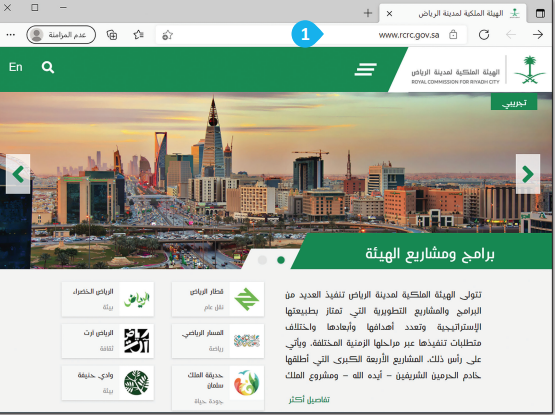 الهيئة الملكية لمدينة الرياض
عدم المزامنة
1
www.rcrc.gov.sa
En
الهيئة الملكية لمدينة الرياض
ROYAL COMMISSION FOR RIYADH CITY
تجريبي
برامج ومشاريع الهيئة
تتولى الهيئة الملكية لمدينة الرياض تنفيذ العديد من
البرامج والمشاريع التطويرية التي تمتاز بطبيعتها
الإستراتيجية وتعدد أهدافها وأبعادها واختلاف
متطلبات تنفيذها عبر مراحلها الزمنية المختلفة. ويأتي
على رأس ذلك، المشاريع الأربعة الكبرى التي أطلقها
خادم الحرمين الشريفين – أيده الله – ومشروع الملك
تفاصيل أكثر
قطار الرياض
نقل عام
الرياض الخضراء
بيئة
المسار الرياضي
رياضة
الرياض آرت
ثقافة
حديقة الملك
سلمان
جودة حياة
وادي حنيفة
بيئة